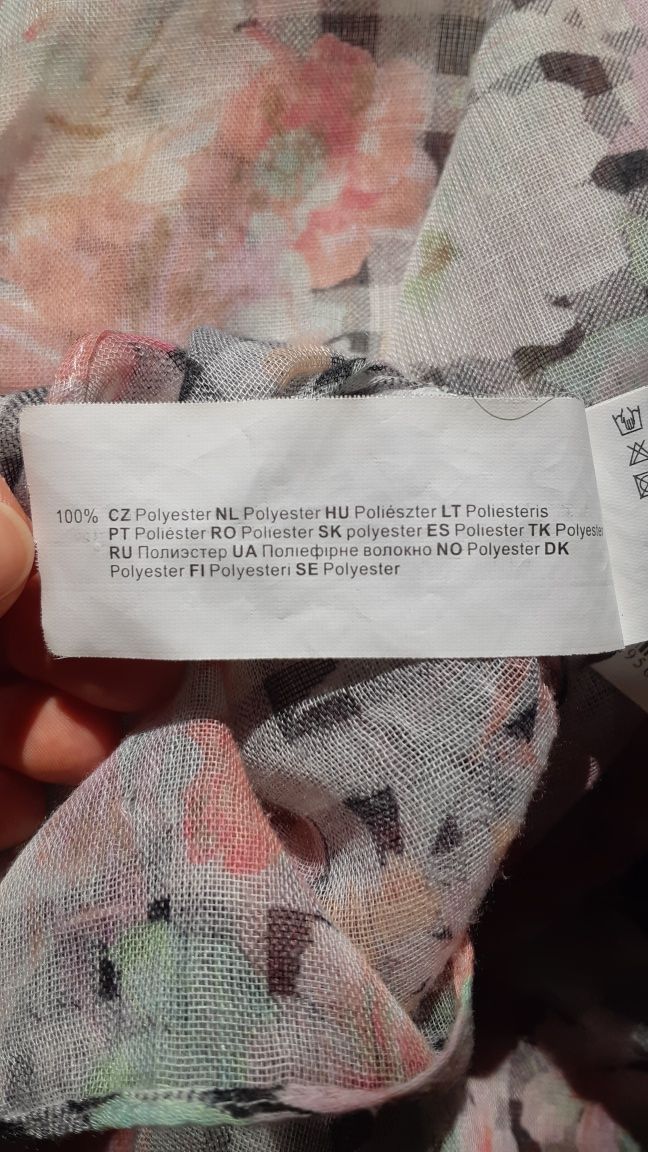 100% CZ Polyester NL Polyester HU Poliészter LT Poliesteris
PT Poliéster RO Poliester SK polyester ES Poliester TK Polyester
RU Полиэстер UA Поліефірне волокно NO Polyester DK
Polyester FI Polyesteri SE Polyester